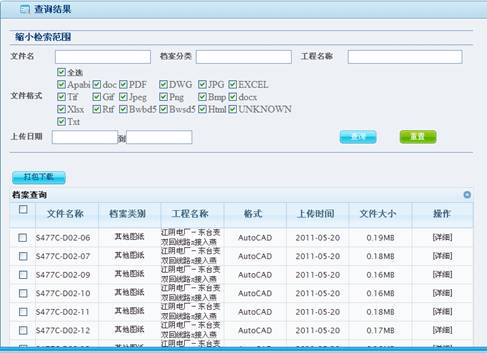 查询结果
缩小检索范围
文件名 档案分类 工程名称
全选
Apabi doc PDF DWG JPG EXCEL
文件格式 Tif Gif Jpeg Png Bmp docx
Xlsx Rtf Bwbd5 Bwsd5 Html UNKNOWN
Txt
上传日期 到 查询 重置
打包下载
档案查询
文件名称 档案类别 工程名称 格式 上传时间 文件大小 操作
S477C-D02-06 其他图纸 江阴电厂－东台变双回线路π接入燕 AutoCAD 2011-05-20 0.19MB [详细]
S477C-D02-07 其他图纸 江阴电厂－东台变双回线路π接入燕 AutoCAD 2011-05-20 0.18MB [详细]
S477C-D02-09 其他图纸 江阴电厂－东台变双回线路π接入燕 AutoCAD 2011-05-20 0.16MB [详细]
S477C-D02-10 其他图纸 江阴电厂－东台变双回线路π接入燕 AutoCAD 2011-05-20 0.16MB [详细]
S477C-D02-11 其他图纸 江阴电厂－东台变双回线路π接入燕 AutoCAD 2011-05-20 0.18MB [详细]
S477C-D02-12 其他图纸 江阴电厂－东台变双回线路π接入燕 AutoCAD 2011-05-20 0.17MB [详细]